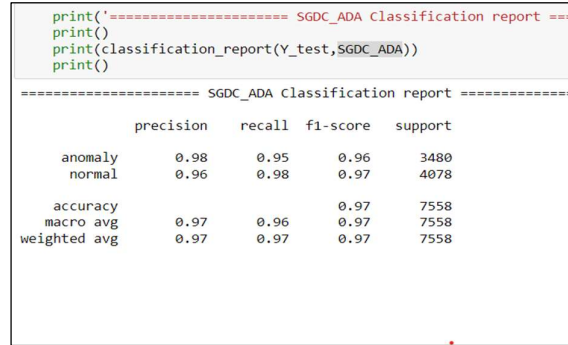 print('====================== SGDC_ADA Classification report ===
print()
print(classification_report(Y_test,SGDC_ADA))
print()
====================== SGDC_ADA Classification report ==============
precision recall f1-score support
anomaly 0.98 0.95 0.96 3480
normal 0.96 0.98 0.97 4078
accuracy 0.97 7558
macro avg 0.97 0.96 0.97 7558
weighted avg 0.97 0.97 0.97 7558